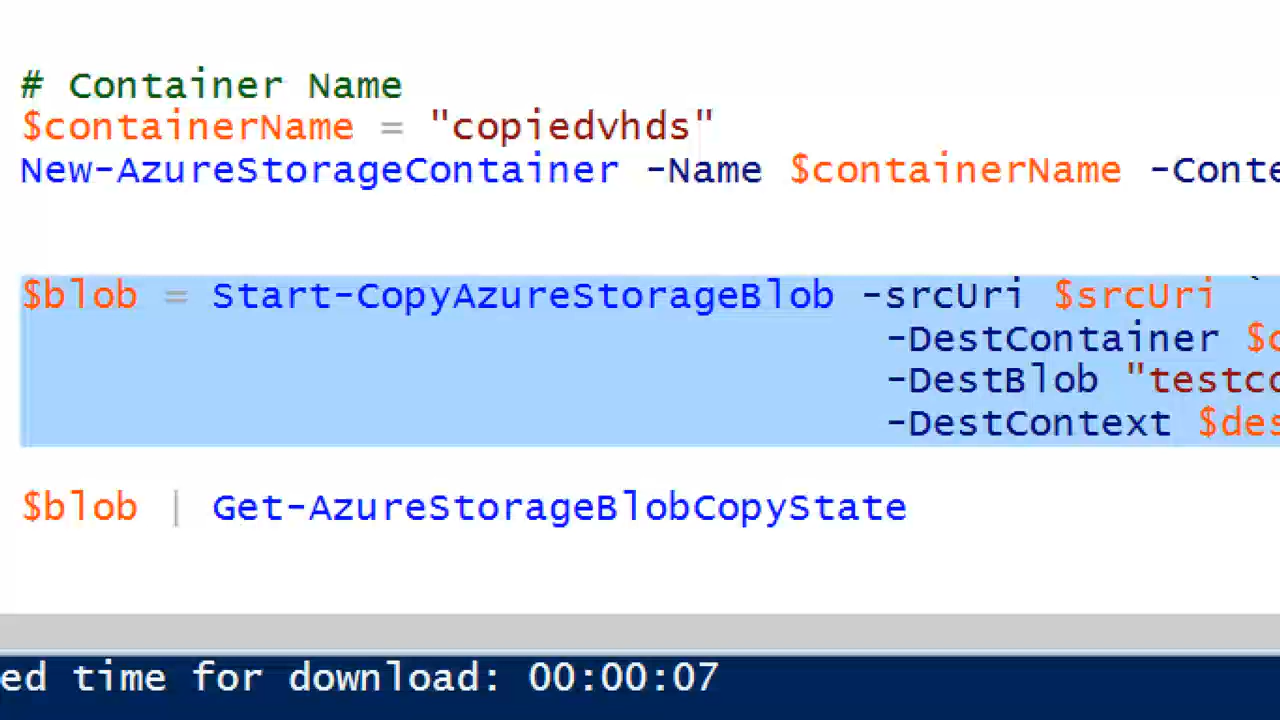 # Container Name
$containerName = "copiedvhds"
New-AzureStorageContainer -Name $containerName -Conte
$blob = Start-CopyAzureStorageBlob -srcUri $srcUri `
-DestContainer $
-DestBlob "testco
-DestContext $des
$blob | Get-AzureStorageBlobCopyState
ed time for download: 00:00:07